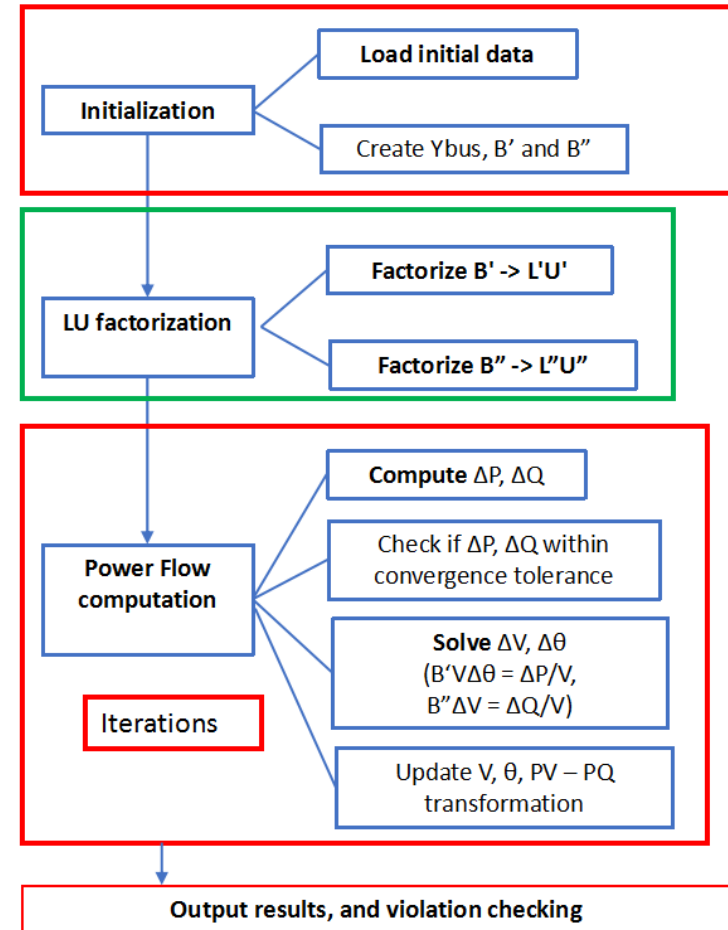 Load initial data
Initialization
Create Ybus, B’ and B”
Factorize B' -> L'U'
LU factorization
Factorize B” -> L”U”
Compute ΔP, ΔQ
Check if ΔP, ΔQ within
convergence tolerance
Power Flow
computation
Solve ΔV, Δθ
(B‘VΔθ = ΔP/V,
B”ΔV = ΔQ/V)
Iterations
Update V, θ, PV – PQ
transformation
Output results, and violation checking